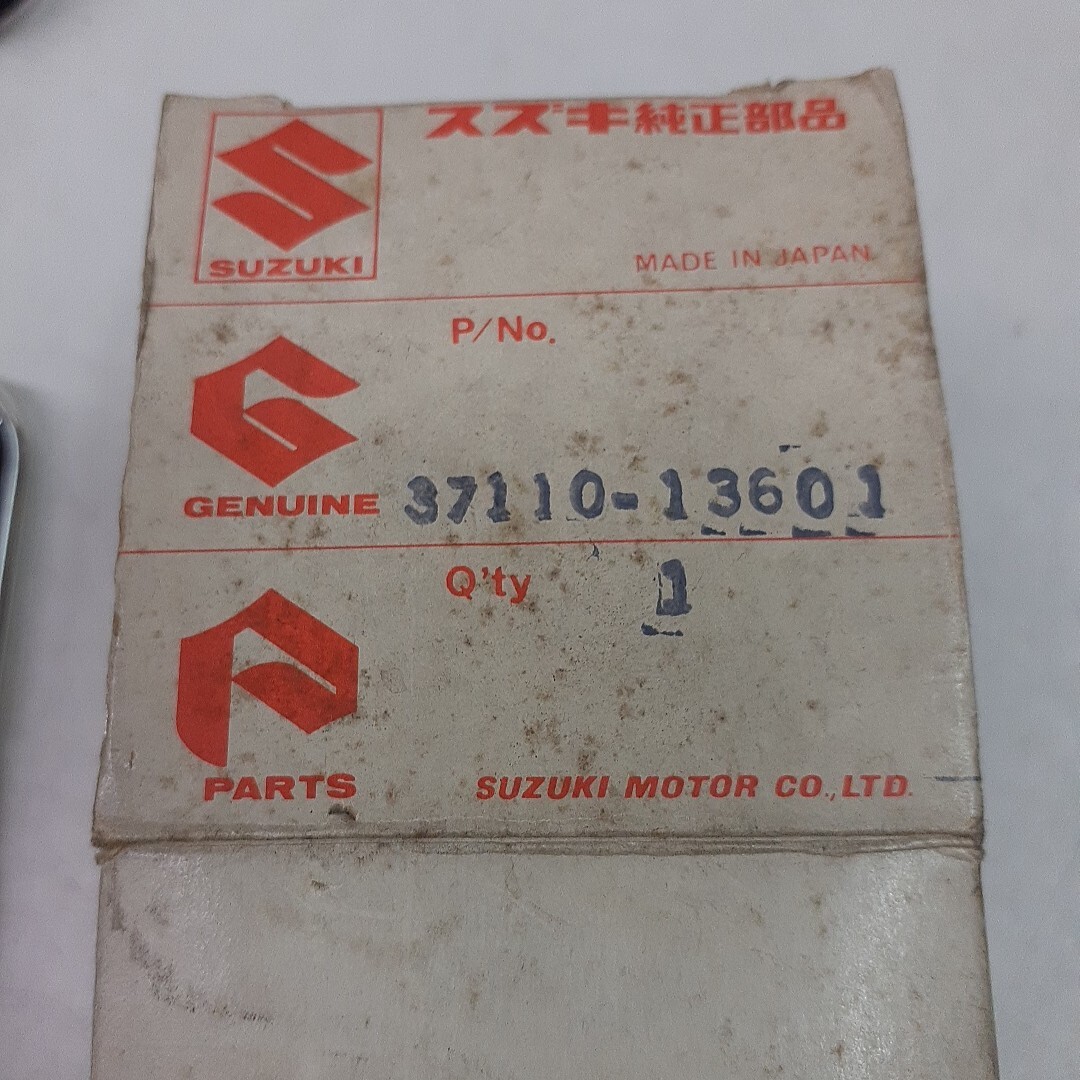 スズキ純正部品
SUZUKI
MADE IN JAPAN
P/No.
GENUINE
37110-13601
Q'ty
1
PARTS
SUZUKI MOTOR CO.,LTD.